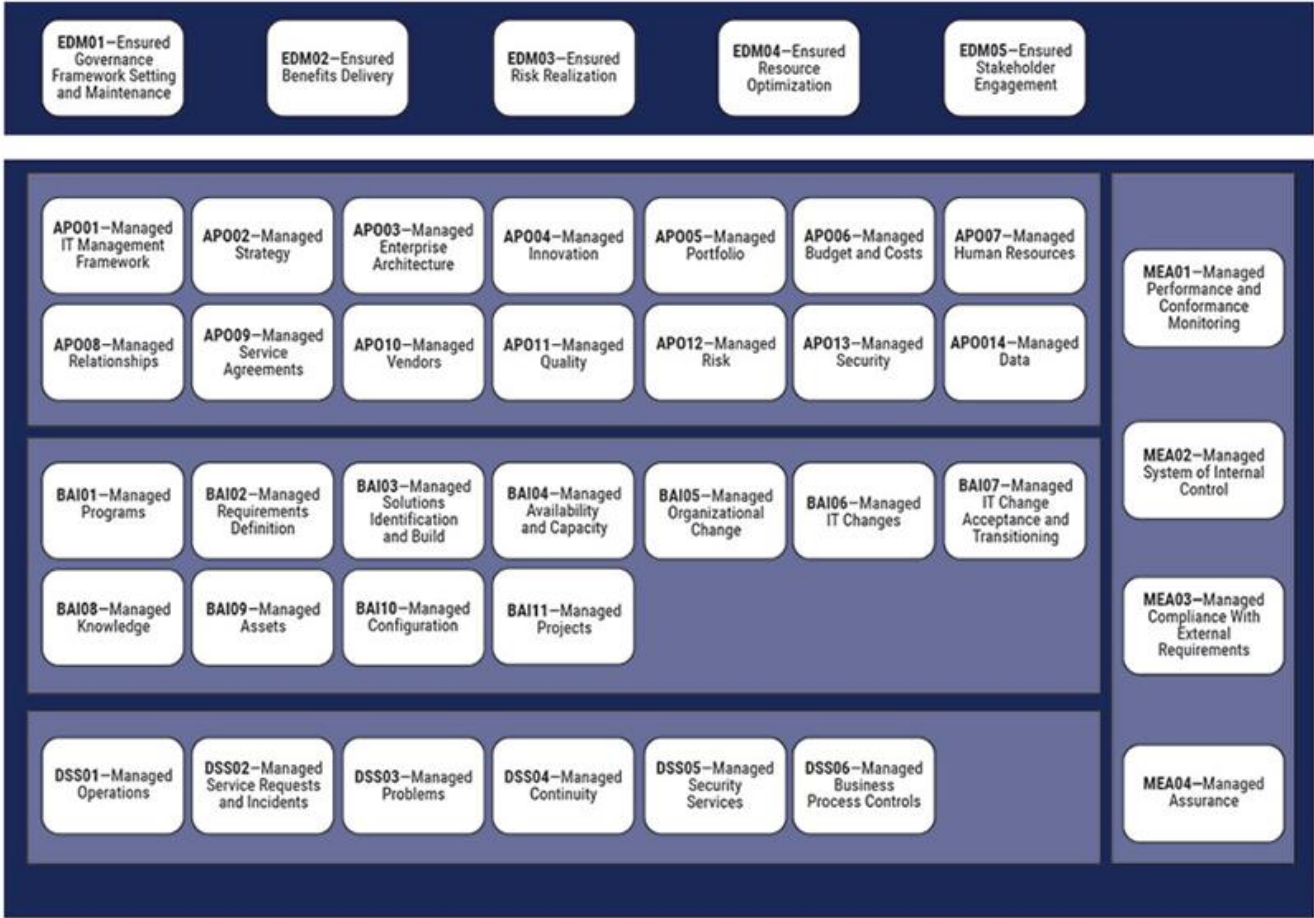 EDM01—Ensured
Governance
Framework Setting
and Maintenance
EDM02—Ensured
Benefits Delivery
EDM03—Ensured
Risk Realization
EDM04—Ensured
Resource
Optimization
EDM05—Ensured
Stakeholder
Engagement
APO01—Managed
IT Management
Framework
APO02—Managed
Strategy
APO03—Managed
Enterprise
Architecture
APO04—Managed
Innovation
APO05—Managed
Portfolio
APO06—Managed
Budget and Costs
APO07—Managed
Human Resources
APO08—Managed
Relationships
APO09—Managed
Service
Agreements
APO10—Managed
Vendors
APO11—Managed
Quality
APO12—Managed
Risk
APO13—Managed
Security
APO014—Managed
Data
BAI01—Managed
Programs
BAI02—Managed
Requirements
Definition
BAI03—Managed
Solutions
Identification
and Build
BAI04—Managed
Availability
and Capacity
BAI05—Managed
Organizational
Change
BAI06—Managed
IT Changes
BAI07—Managed
IT Change
Acceptance and
Transitioning
BAI08—Managed
Knowledge
BAI09—Managed
Assets
BAI10—Managed
Configuration
BAI11—Managed
Projects
DSS01—Managed
Operations
DSS02—Managed
Service Requests
and Incidents
DSS03—Managed
Problems
DSS04—Managed
Continuity
DSS05—Managed
Security
Services
DSS06—Managed
Business
Process Controls
MEA01—Managed
Performance and
Conformance
Monitoring
MEA02—Managed
System of Internal
Control
MEA03—Managed
Compliance With
External
Requirements
MEA04—Managed
Assurance